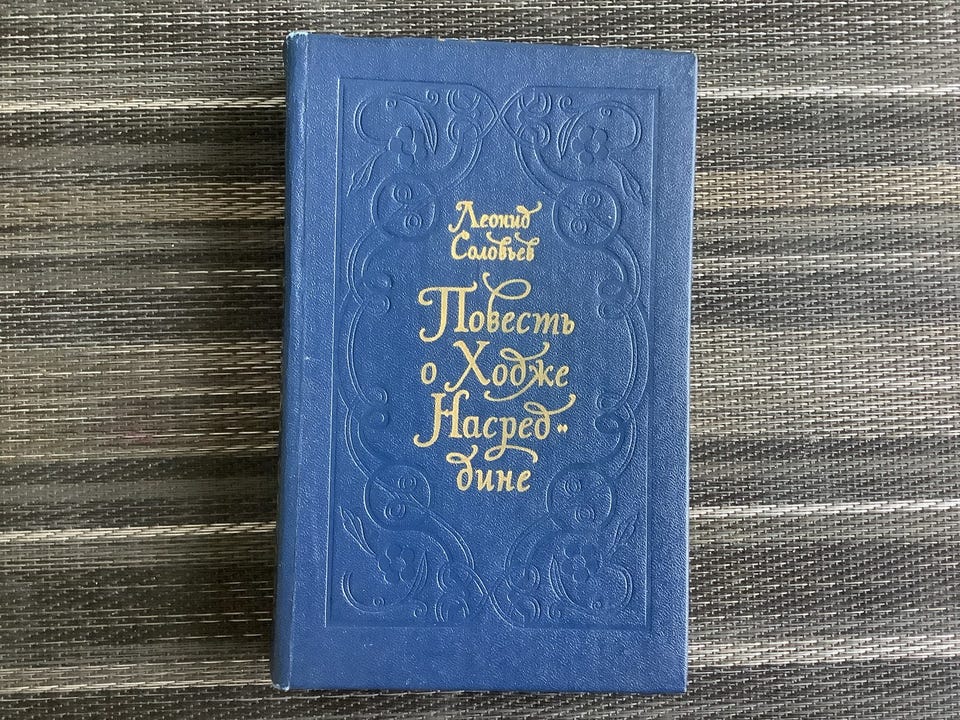 Леонид
Соловьев
Повесть
о Ходже
Насред-
дине